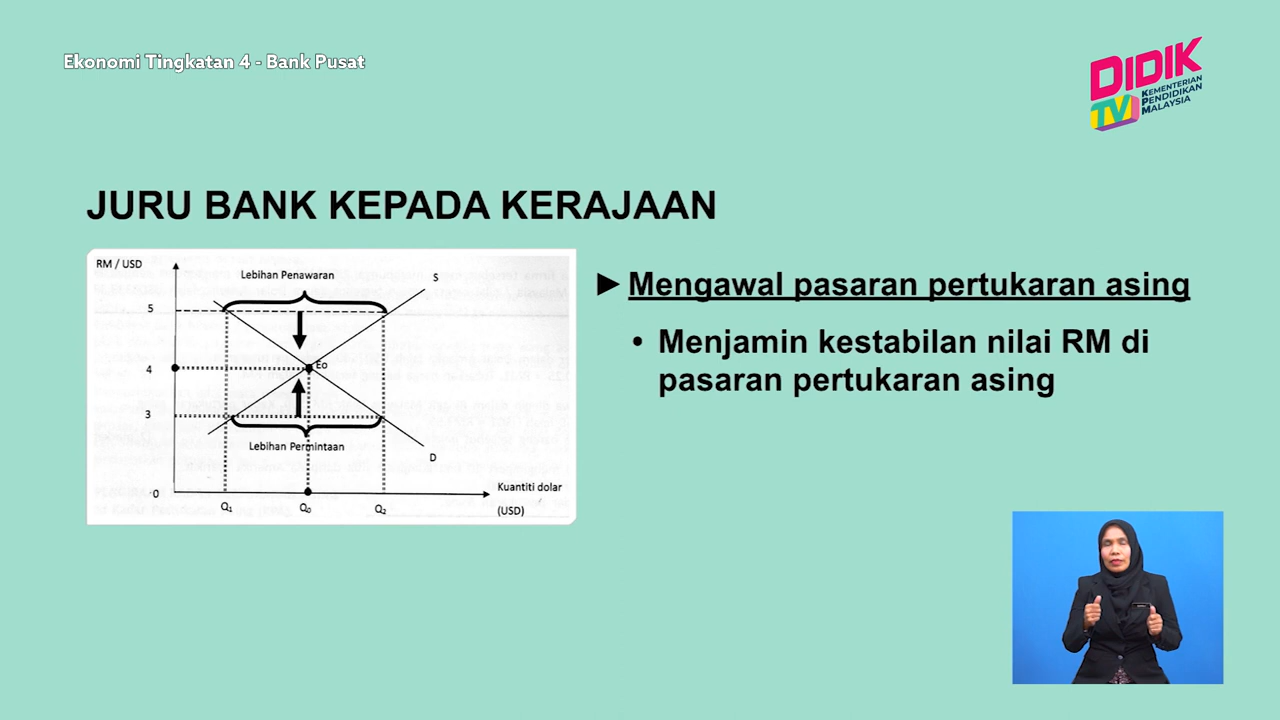 Ekonomi Tingkatan 4 - Bank Pusat
DIDIK
TV
KEMENTERIAN
PENDIDIKAN
MALAYSIA
JURU BANK KEPADA KERAJAAN
RM / USD
Lebihan Penawaran
S
5
4
Eo
3
Lebihan Permintaan
D
0
Q1
Q0
Q2
Kuantiti dolar
(USD)
► Mengawal pasaran pertukaran asing
• Menjamin kestabilan nilai RM di
pasaran pertukaran asing